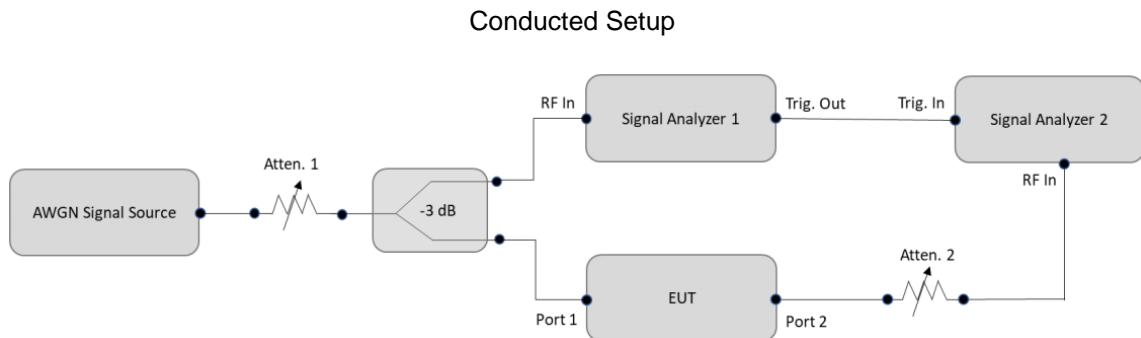 Conducted Setup
RF In
Signal Analyzer 1
Trig. Out
Trig. In
Signal Analyzer 2
RF In
Atten. 1
AWGN Signal Source
-3 dB
Atten. 2
EUT
Port 1
Port 2